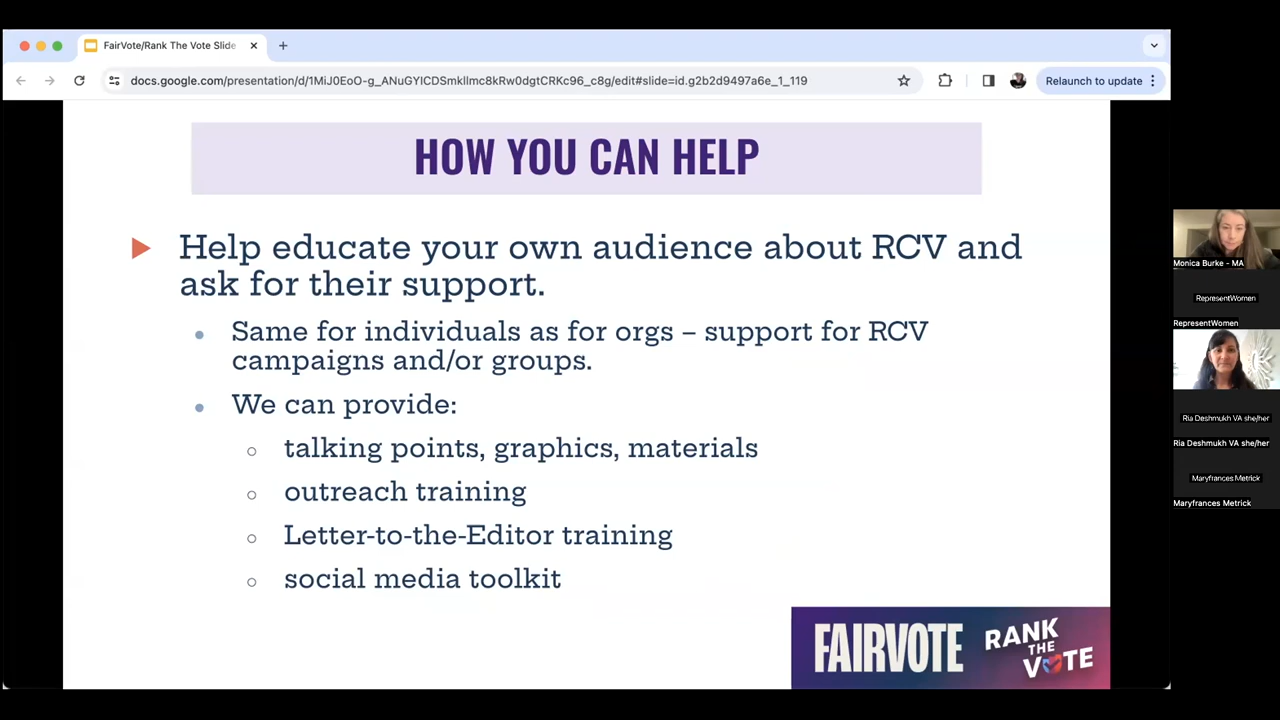 FairVote/Rank The Vote Slide
docs.google.com/presentation/d/1MiJ0EoO-g_ANuGYICDSmkllmc8kRw0dgtCRKc96_c8g/edit#slide=id.g2b2d9497a6e_1_119
Relaunch to update
HOW YOU CAN HELP
Help educate your own audience about RCV and
ask for their support.
Same for individuals as for orgs – support for RCV
campaigns and/or groups.
We can provide:
talking points, graphics, materials
outreach training
Letter-to-the-Editor training
social media toolkit
FAIRVOTE
RANK
THE
VOTE
Monica Burke - MA
RepresentWomen
RepresentWomen
Ria Deshmukh VA she/her
Ria Deshmukh VA she/her
Maryfrances Metrick
Maryfrances Metrick